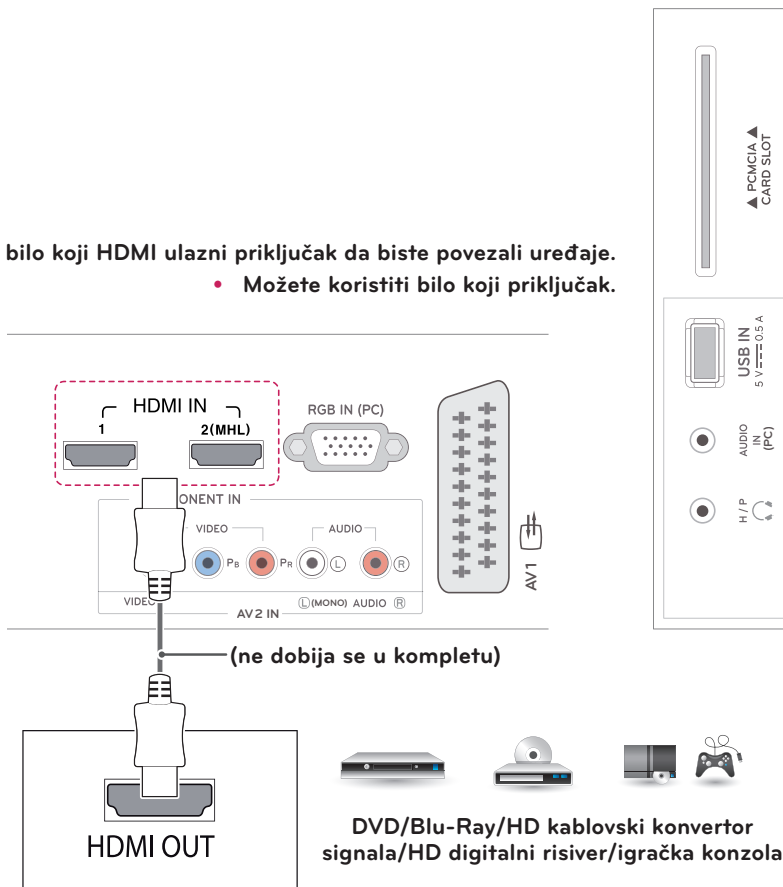 ▲ PCMCIA ▲
CARD SLOT
bilo koji HDMI ulazni priključak da biste povezali uređaje.
• Možete koristiti bilo koji priključak.
USB IN
5 V 0.5 A
HDMI IN
1
2(MHL)
RGB IN (PC)
AUDIO
IN
(PC)
ONENT IN
VIDEO
AUDIO
H / P
PB
PR
L
R
AV1
VIDEO
L(MONO) AUDIO R
AV2 IN
(ne dobija se u kompletu)
HDMI OUT
DVD/Blu-Ray/HD kablovski konvertor
signala/HD digitalni risiver/igračka konzola